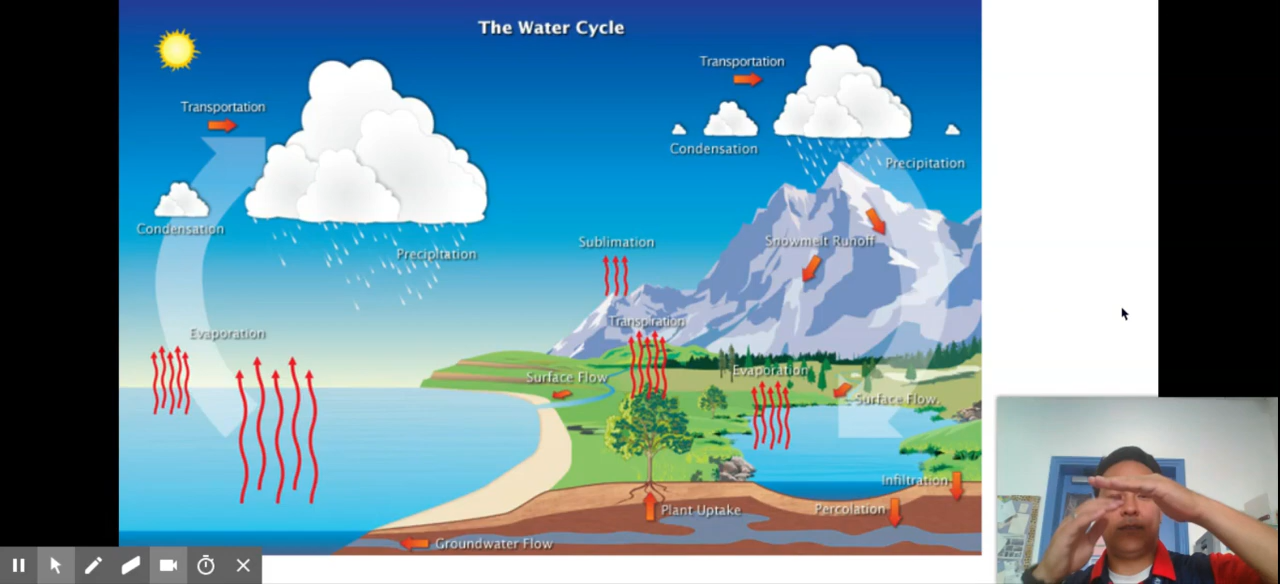 The Water Cycle
Transportation
Transportation
Condensation
Precipitation
Condensation
Precipitation
Sublimation
Snowmelt Runoff
Evaporation
Transpiration
Evaporation
Surface Flow
Surface Flow
Infiltration
Plant Uptake
Percolation
Groundwater Flow